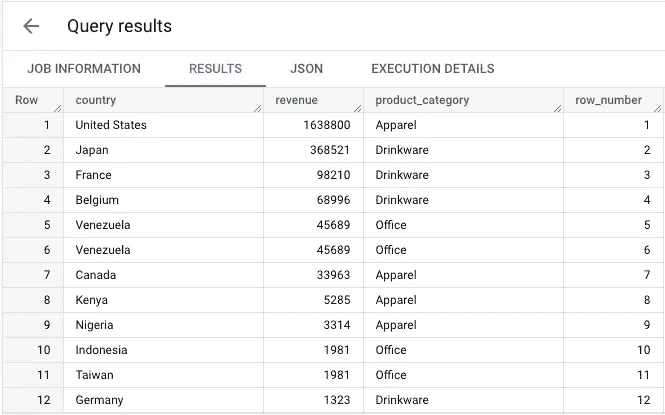 ← Query results
JOB INFORMATION RESULTS JSON EXECUTION DETAILS
Row country revenue product_category row_number
1 United States 1638800 Apparel 1
2 Japan 368521 Drinkware 2
3 France 98210 Drinkware 3
4 Belgium 68996 Drinkware 4
5 Venezuela 45689 Office 5
6 Venezuela 45689 Office 6
7 Canada 33963 Apparel 7
8 Kenya 5285 Apparel 8
9 Nigeria 3314 Apparel 9
10 Indonesia 1981 Office 10
11 Taiwan 1981 Office 11
12 Germany 1323 Drinkware 12